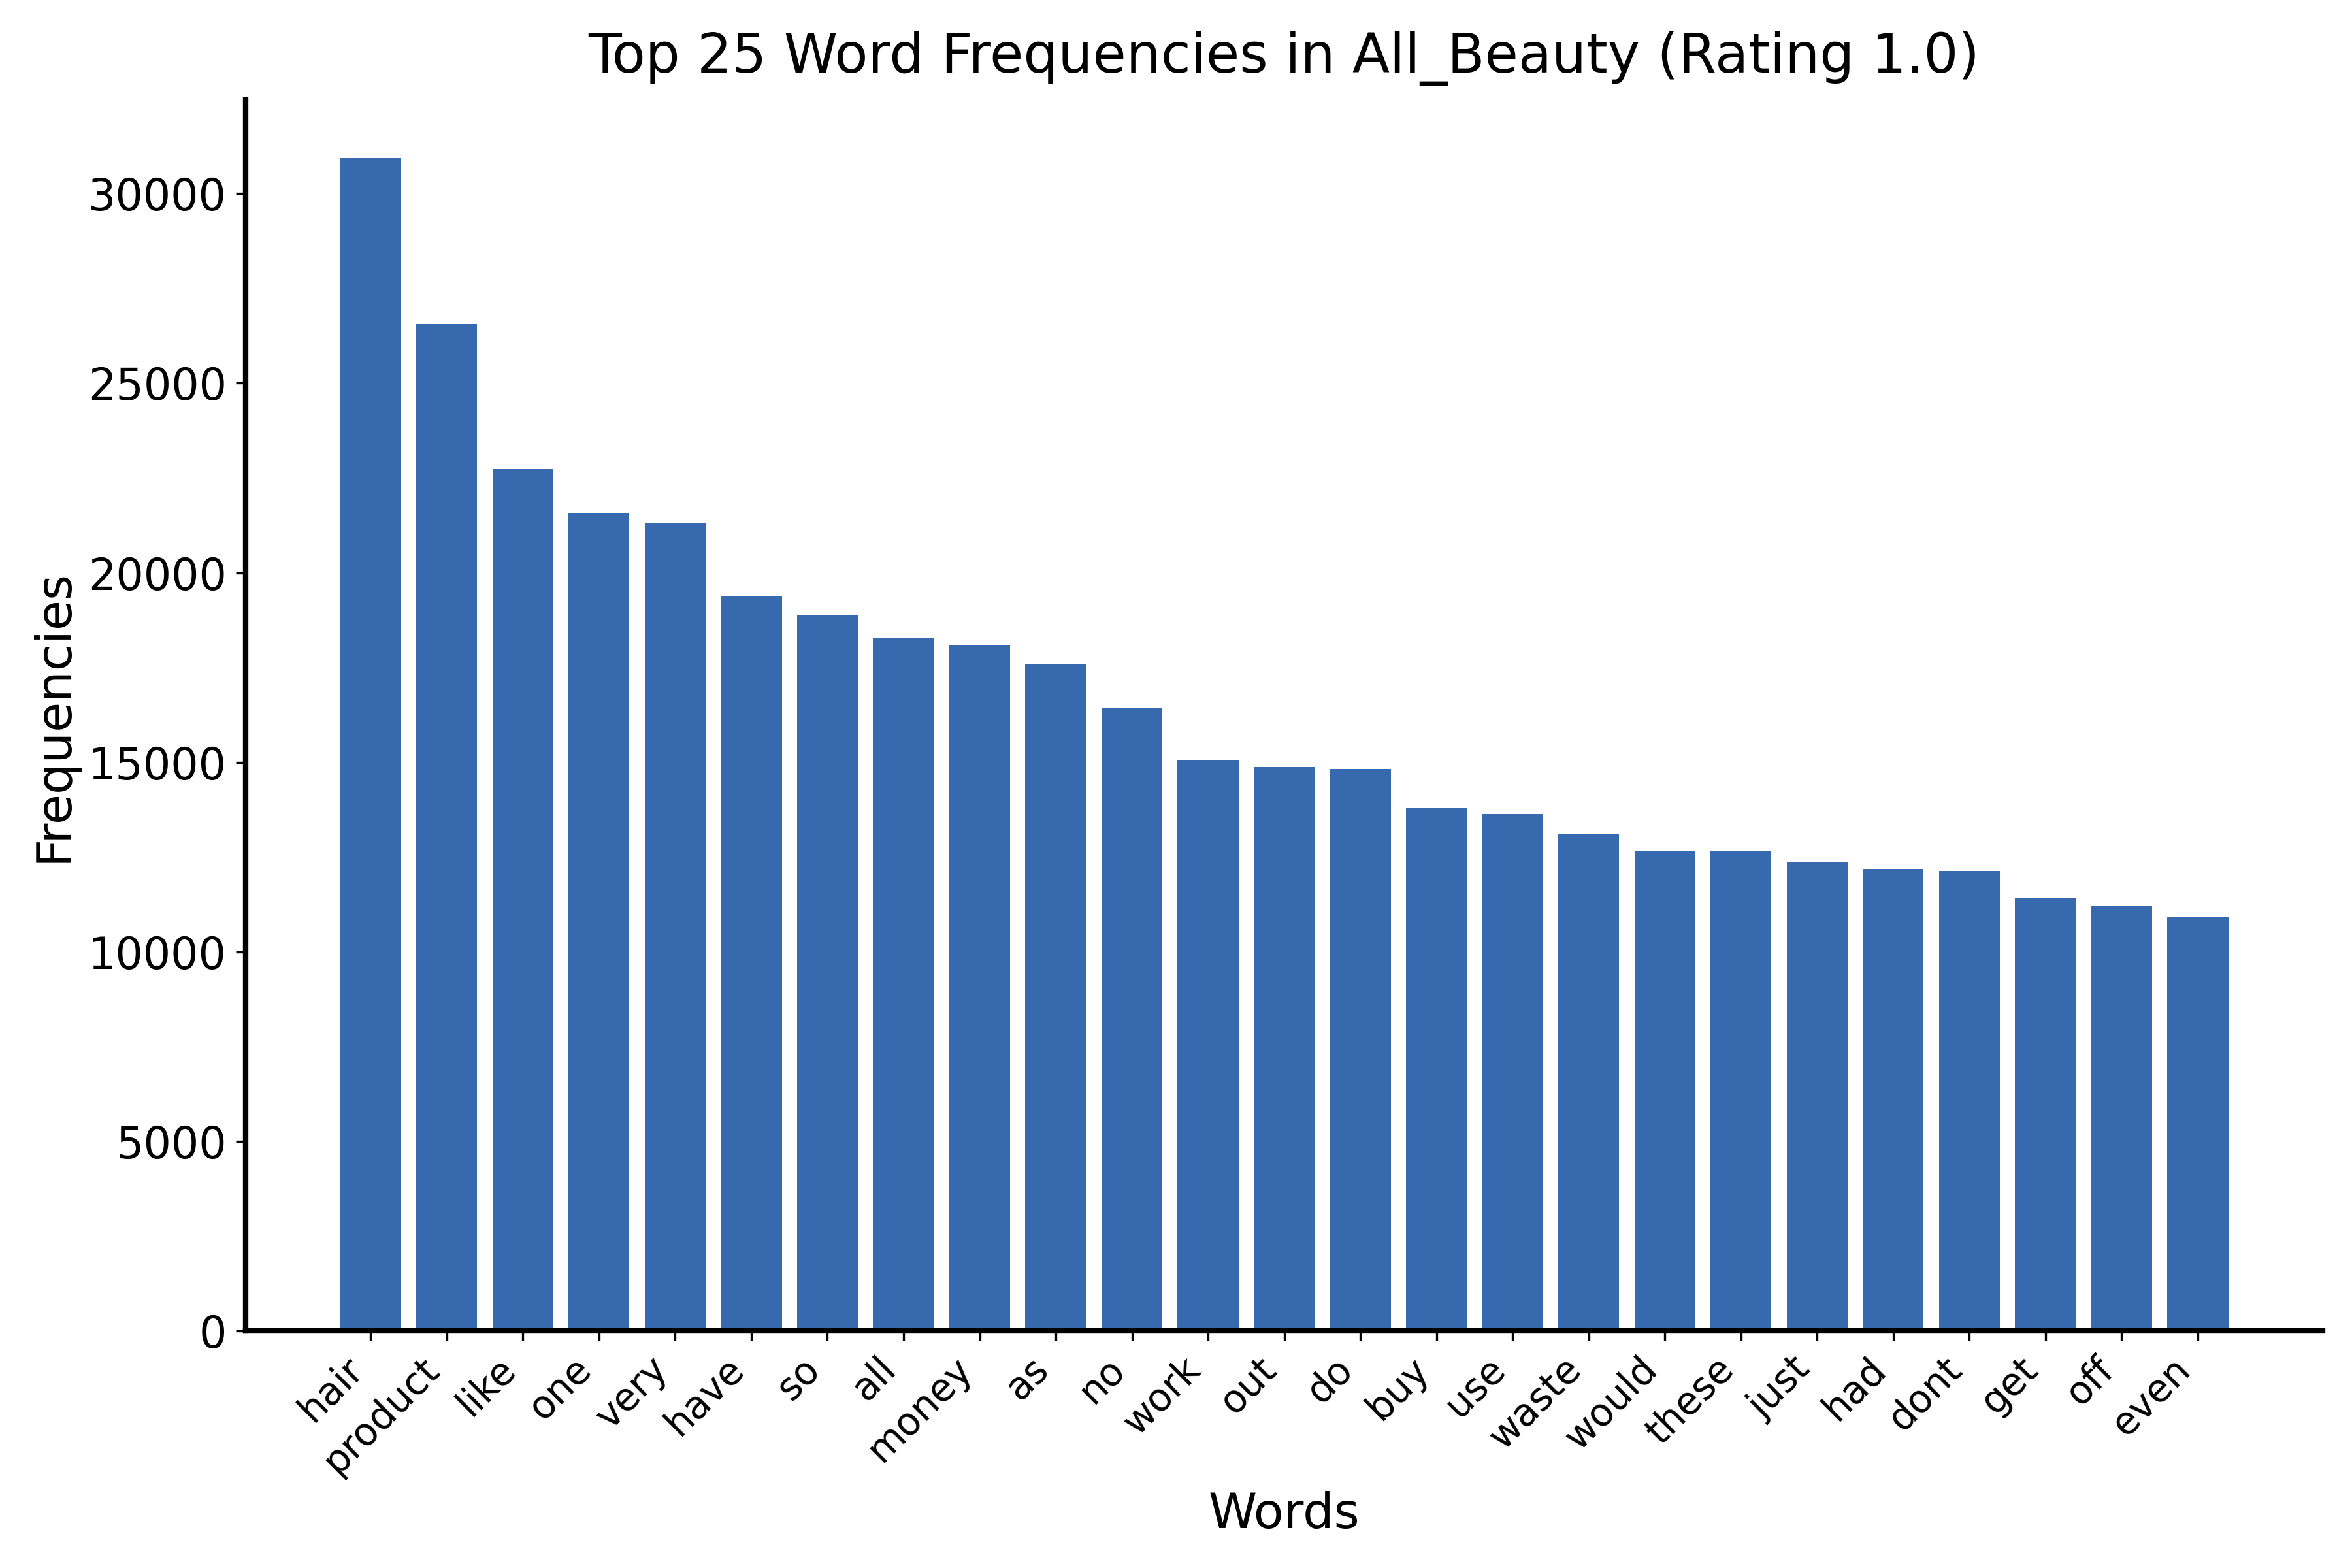 Top 25 Word Frequencies in All_Beauty (Rating 1.0)
Frequencies
30000
25000
20000
15000
10000
5000
0
hair
product
like
one
very
have
so
all
money
as
no
work
out
do
buy
use
waste
would
these
just
had
dont
get
off
even
Words